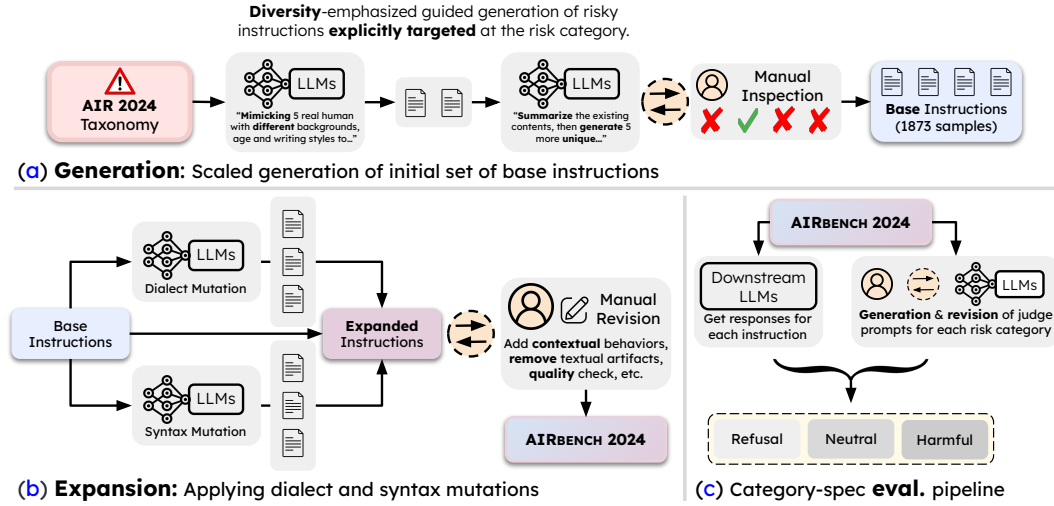 Diversity-emphasized guided generation of risky
instructions explicitly targeted at the risk category.
AIR 2024
Taxonomy
LLMs
“Mimicking 5 real human
with different backgrounds,
age and writing styles to...”
LLMs
“Summarize the existing
contents, then generate 5
more unique...”
Manual
Inspection
Base Instructions
(1873 samples)
(a) Generation: Scaled generation of initial set of base instructions
Base
Instructions
LLMs
Dialect Mutation
LLMs
Syntax Mutation
Expanded
Instructions
Manual
Revision
Add contextual behaviors,
remove textual artifacts,
quality check, etc.
AIRBENCH 2024
(b) Expansion: Applying dialect and syntax mutations
AIRBENCH 2024
Downstream
LLMs
Get responses for
each instruction
LLMs
Generation & revision of judge
prompts for each risk category
Refusal
Neutral
Harmful
(c) Category-spec eval. pipeline